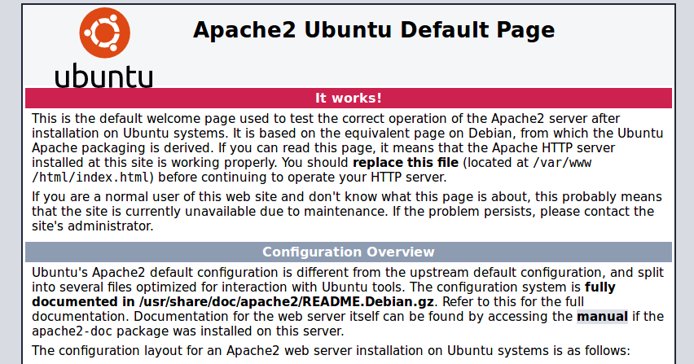 Apache2 Ubuntu Default Page
ubuntu
It works!
This is the default welcome page used to test the correct operation of the Apache2 server after
installation on Ubuntu systems. It is based on the equivalent page on Debian, from which the Ubuntu
Apache packaging is derived. If you can read this page, it means that the Apache HTTP server
installed at this site is working properly. You should replace this file (located at /var/www
/html/index.html) before continuing to operate your HTTP server.
If you are a normal user of this web site and don't know what this page is about, this probably means
that the site is currently unavailable due to maintenance. If the problem persists, please contact the
site's administrator.
Configuration Overview
Ubuntu's Apache2 default configuration is different from the upstream default configuration, and split
into several files optimized for interaction with Ubuntu tools. The configuration system is fully
documented in /usr/share/doc/apache2/README.Debian.gz. Refer to this for the full
documentation. Documentation for the web server itself can be found by accessing the manual if the
apache2-doc package was installed on this server.
The configuration layout for an Apache2 web server installation on Ubuntu systems is as follows: